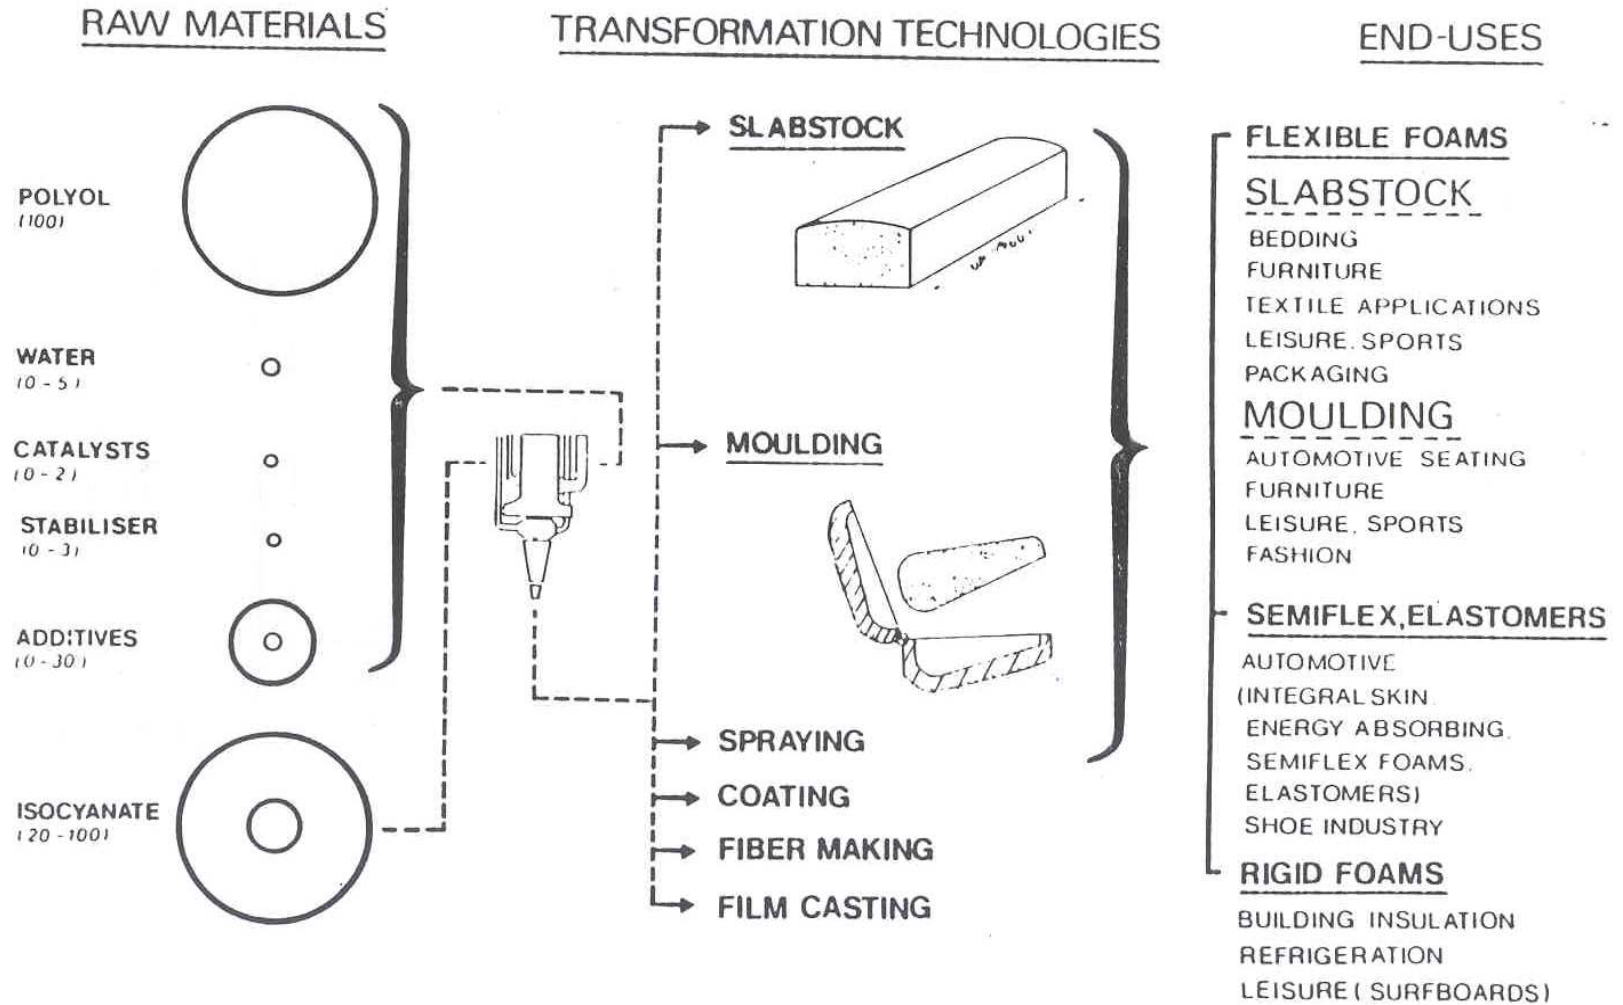 RAW MATERIALS
TRANSFORMATION TECHNOLOGIES
END-USES
POLYOL
(100)
WATER
(0-5)
CATALYSTS
(0-2)
STABILISER
(0-3)
ADDITIVES
(0-30)
ISOCYANATE
(20-100)
SLABSTOCK
MOULDING
SPRAYING
COATING
FIBER MAKING
FILM CASTING
FLEXIBLE FOAMS
SLABSTOCK
BEDDING
FURNITURE
TEXTILE APPLICATIONS
LEISURE. SPORTS
PACKAGING
MOULDING
AUTOMOTIVE SEATING
FURNITURE
LEISURE, SPORTS
FASHION
SEMIFLEX,ELASTOMERS
AUTOMOTIVE
(INTEGRAL SKIN.
ENERGY ABSORBING.
SEMIFLEX FOAMS.
ELASTOMERS)
SHOE INDUSTRY
RIGID FOAMS
BUILDING INSULATION
REFRIGERATION
LEISURE (SURFBOARDS)